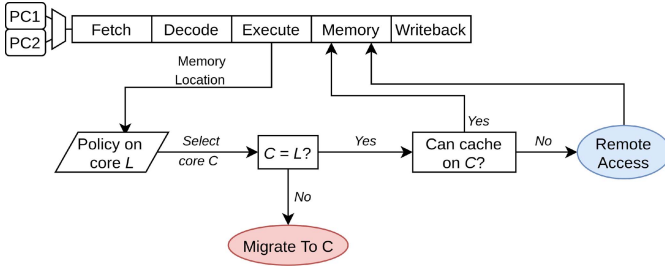 PC1
PC2
Fetch Decode Execute Memory Writeback
Memory
Location
Policy on
core L
Select
core C
C = L?
Yes
Can cache
on C?
Yes
No
Remote
Access
No
Migrate To C